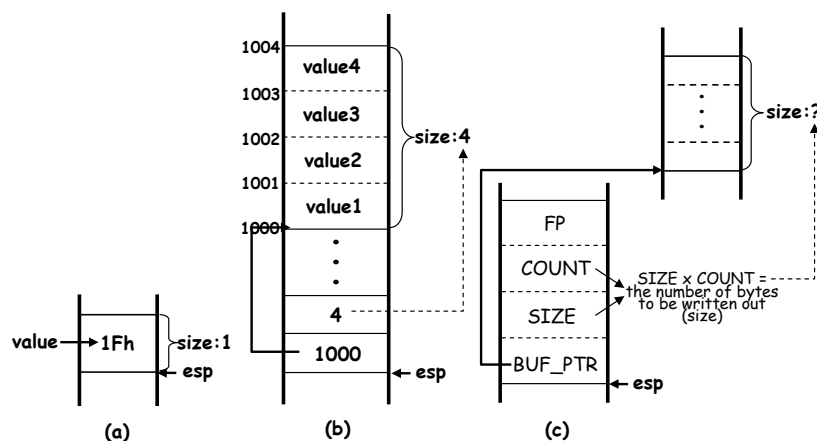 value
1Fh
size:1
esp
(a)
1004
value4
1003
value3
1002
value2
1001
value1
1000
size:4
4
1000
esp
(b)
size:?
FP
COUNT
SIZE
BUF_PTR
SIZE x COUNT =
the number of bytes
to be written out
(size)
esp
(c)